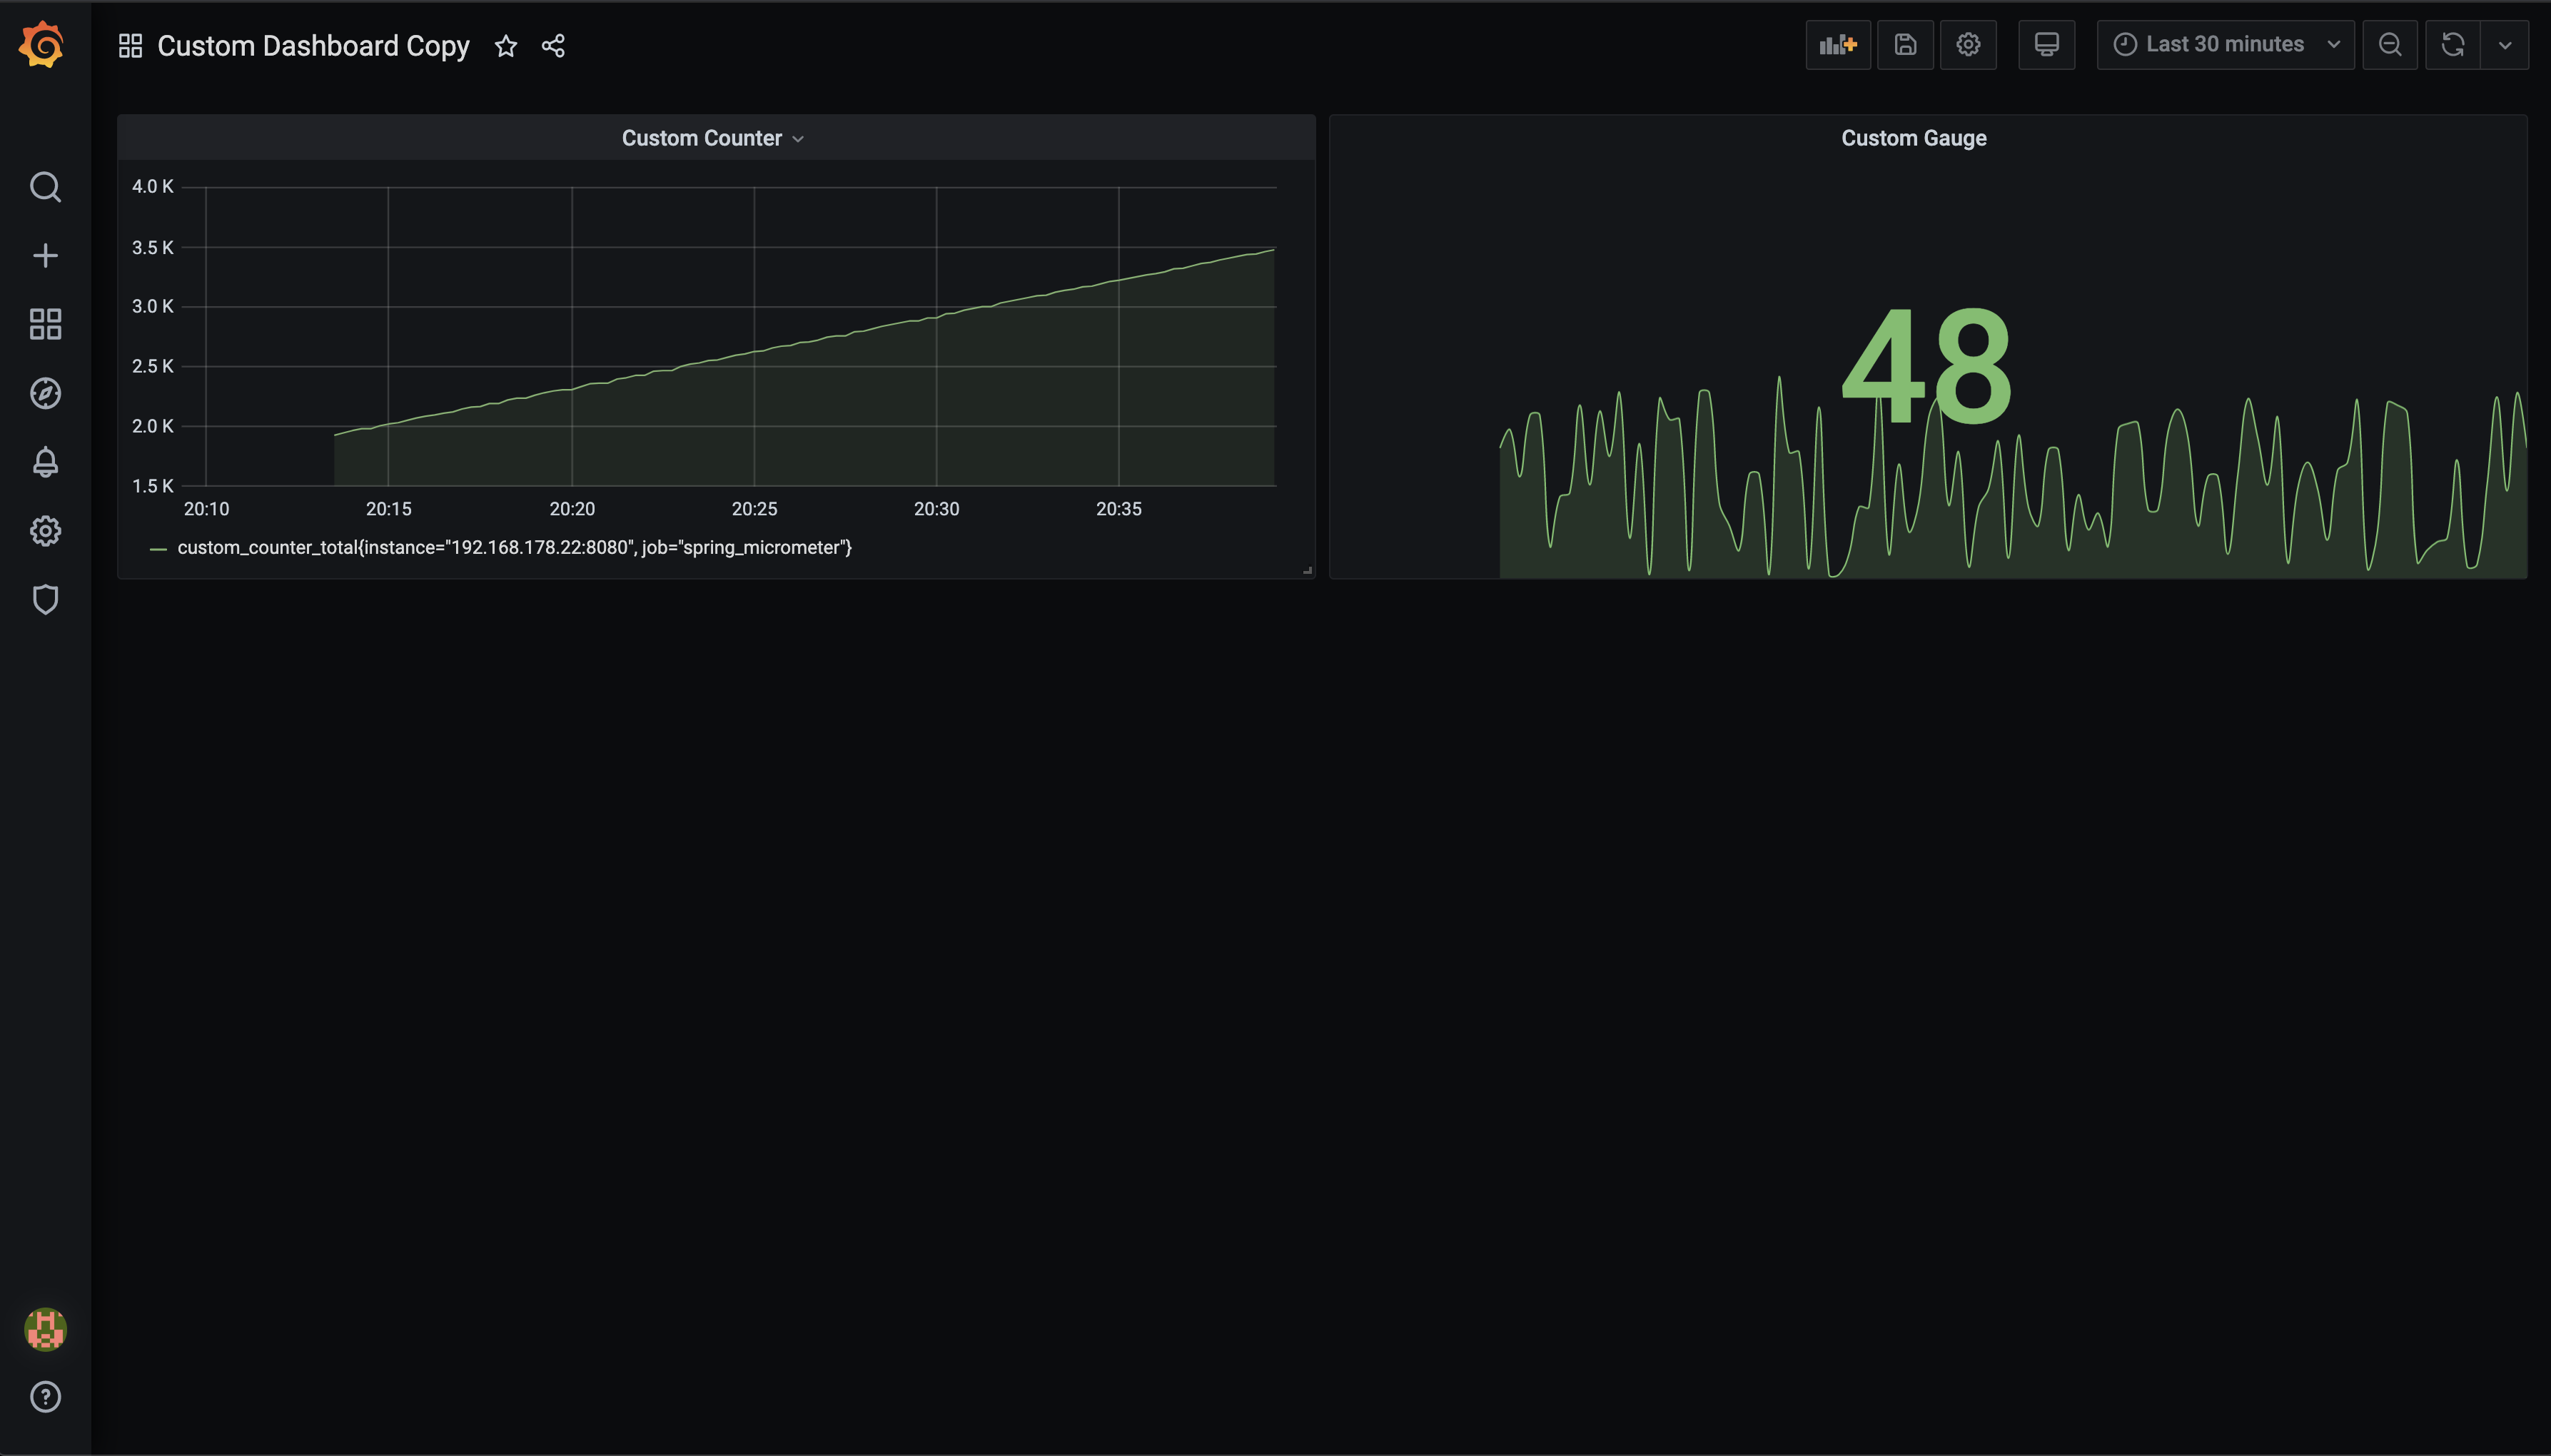 Custom Dashboard Copy
Last 30 minutes
Custom Counter
4.0 K
3.5 K
3.0 K
2.5 K
2.0 K
1.5 K
20:10 20:15 20:20 20:25 20:30 20:35
custom_counter_total{instance="192.168.178.22:8080", job="spring_micrometer"}
Custom Gauge
48